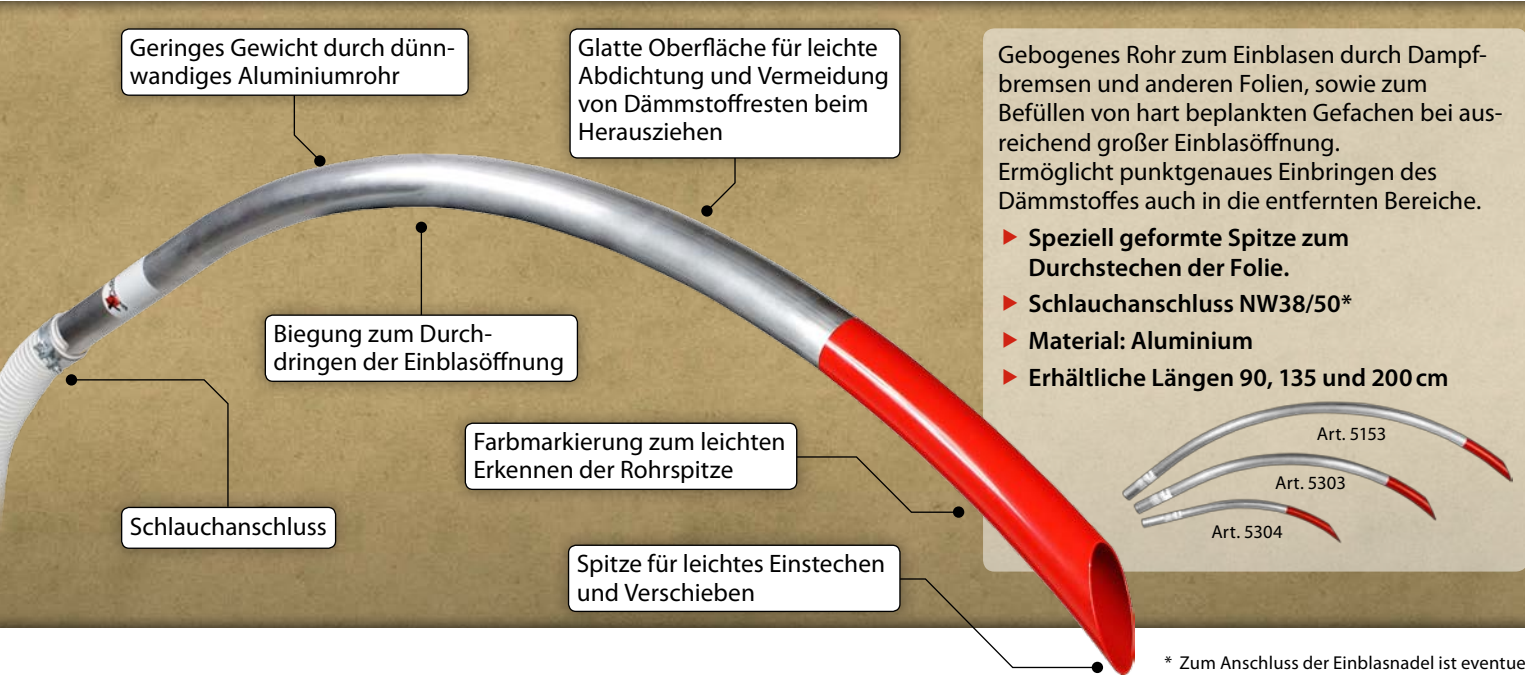 Geringes Gewicht durch dünn-
wandiges Aluminiumrohr
Glatte Oberfläche für leichte
Abdichtung und Vermeidung
von Dämmstoffresten beim
Herausziehen
Biegung zum Durch-
dringen der Einblasöffnung
Farbmarkierung zum leichten
Erkennen der Rohrspitze
Schlauchanschluss
Spitze für leichtes Einstechen
und Verschieben
Gebogenes Rohr zum Einblasen durch Dampf-
bremsen und anderen Folien, sowie zum
Befüllen von hart beplankten Gefachen bei aus-
reichend großer Einblasöffnung.
Ermöglicht punktgenaues Einbringen des
Dämmstoffes auch in die entfernten Bereiche.
▶ Speziell geformte Spitze zum
Durchstechen der Folie.
▶ Schlauchanschluss NW38/50*
▶ Material: Aluminium
▶ Erhältliche Längen 90, 135 und 200 cm
Art. 5153
Art. 5303
Art. 5304
* Zum Anschluss der Einblasnadel ist eventue